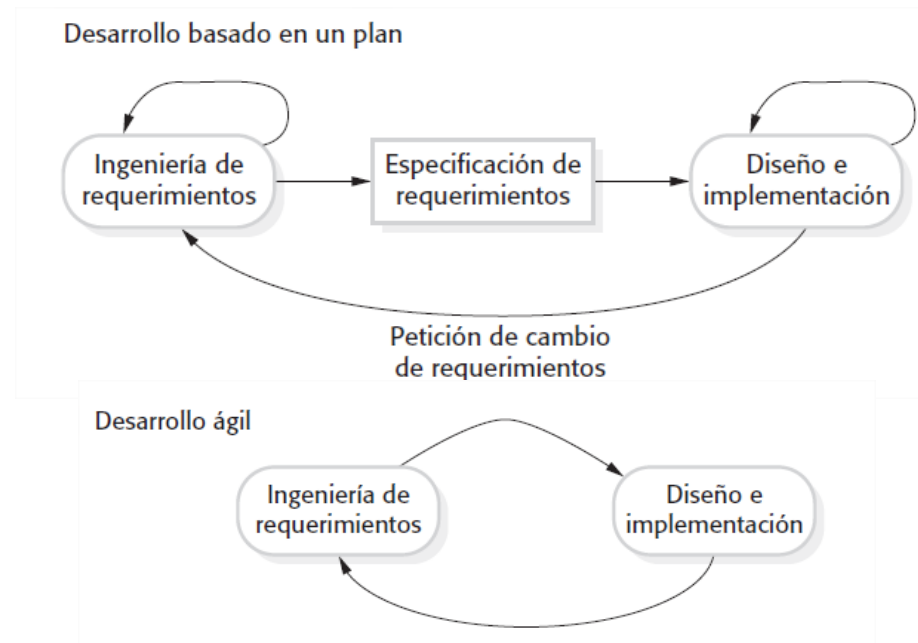 Desarrollo basado en un plan
Ingeniería de
requerimientos
Especificación de
requerimientos
Diseño e
implementación
Petición de cambio
de requerimientos
Desarrollo ágil
Ingeniería de
requerimientos
Diseño e
implementación